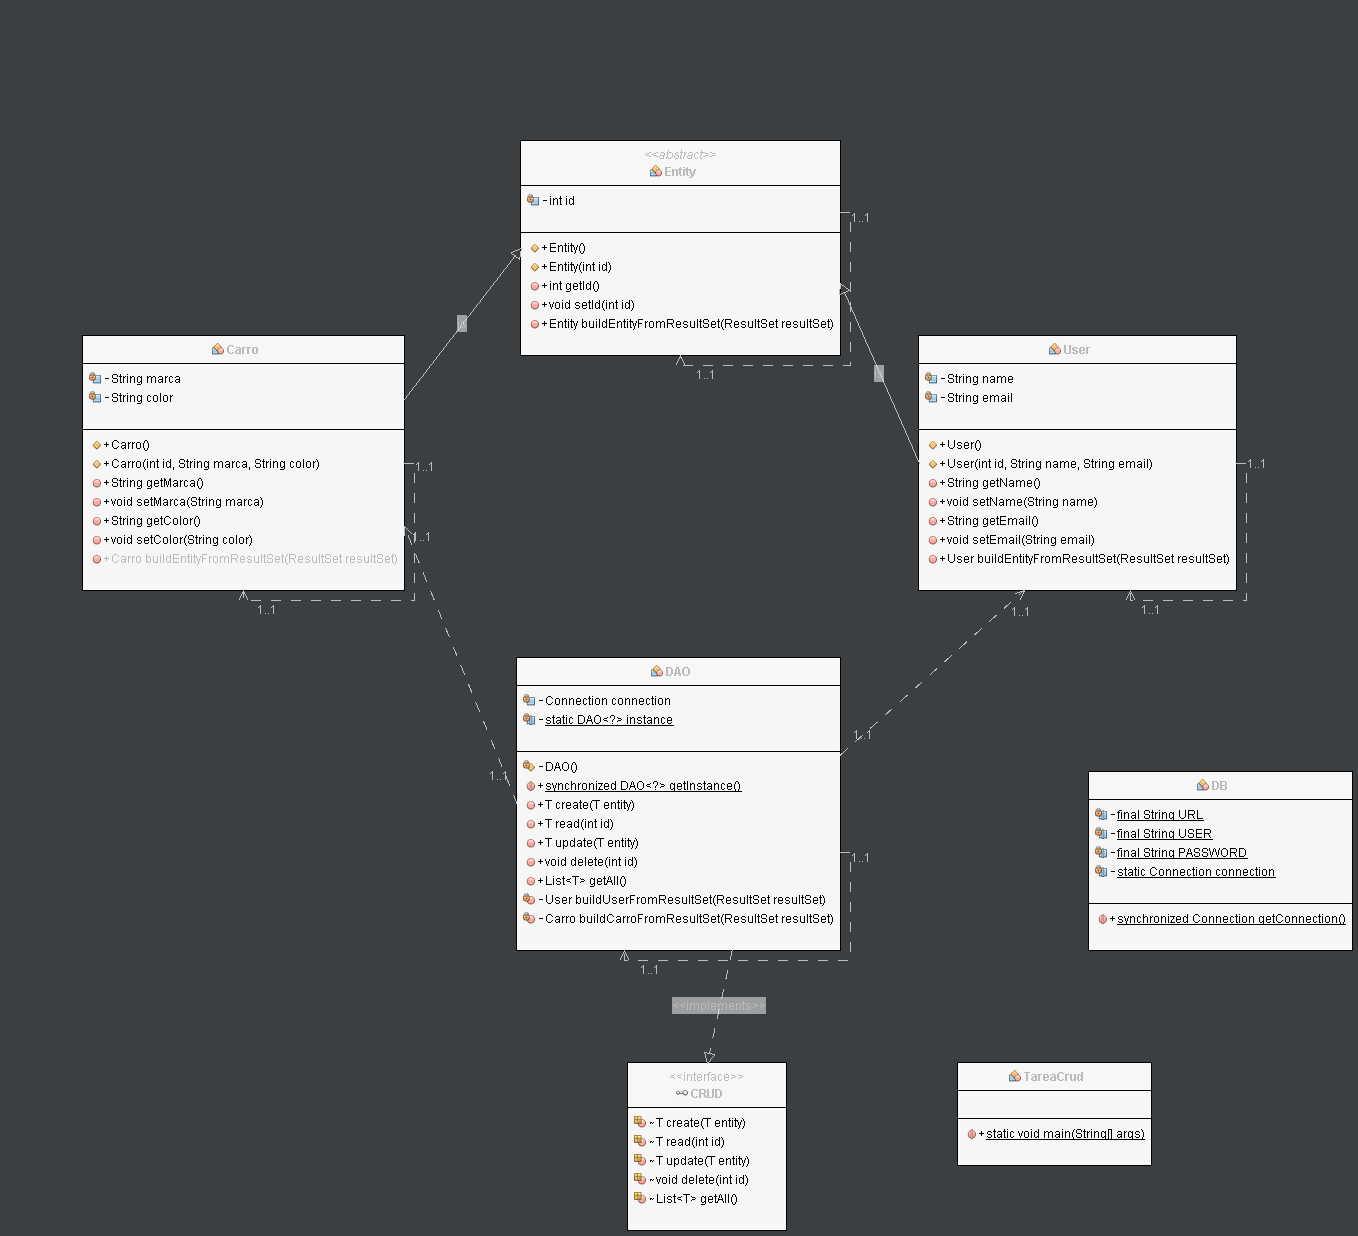 <<abstract>>
Entity
- int id
+ Entity()
+ Entity(int id)
+ int getId()
+ void setId(int id)
+ Entity buildEntityFromResultSet(ResultSet resultSet)
1..1
1..1
Carro
- String marca
- String color
+ Carro()
+ Carro(int id, String marca, String color)
+ String getMarca()
+ void setMarca(String marca)
+ String getColor()
+ void setColor(String color)
+ Carro buildEntityFromResultSet(ResultSet resultSet)
1..1
1..1
1..1
User
- String name
- String email
+ User()
+ User(int id, String name, String email)
+ String getName()
+ void setName(String name)
+ String getEmail()
+ void setEmail(String email)
+ User buildEntityFromResultSet(ResultSet resultSet)
1..1
1..1
1..1
DAO
- Connection connection
- static DAO<?> instance
- DAO()
+ synchronized DAO<?> getInstance()
+ T create(T entity)
+ T read(int id)
+ T update(T entity)
+ void delete(int id)
+ List<T> getAll()
- User buildUserFromResultSet(ResultSet resultSet)
- Carro buildCarroFromResultSet(ResultSet resultSet)
1..1
1..1
1..1
1..1
DB
- final String URL
- final String USER
- final String PASSWORD
- static Connection connection
+ synchronized Connection getConnection()
<<implements>>
<<interface>>
CRUD
~ T create(T entity)
~ T read(int id)
~ T update(T entity)
~ void delete(int id)
~ List<T> getAll()
TareaCrud
+ static void main(String[] args)